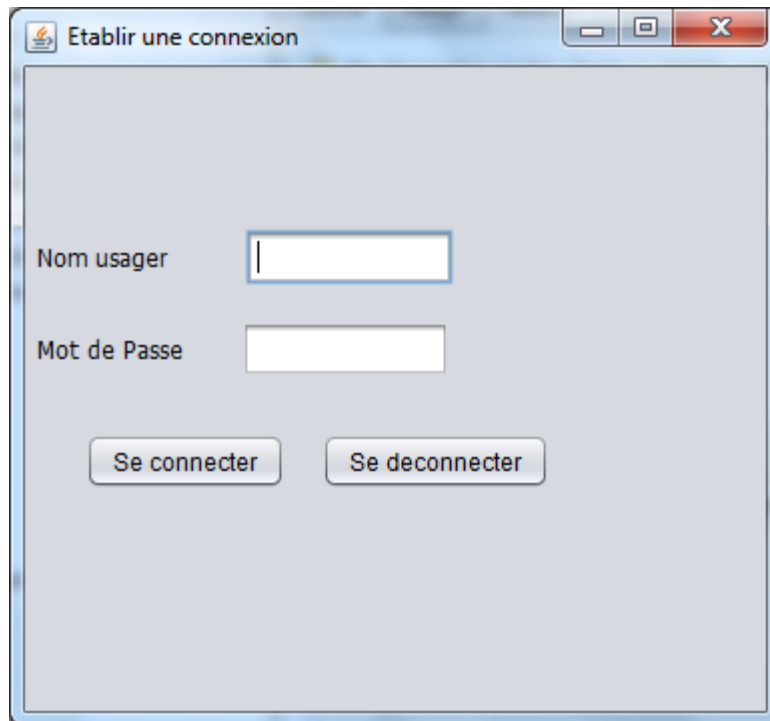 Etablir une connexion
Nom usager
Mot de Passe
Se connecter Se deconnecter